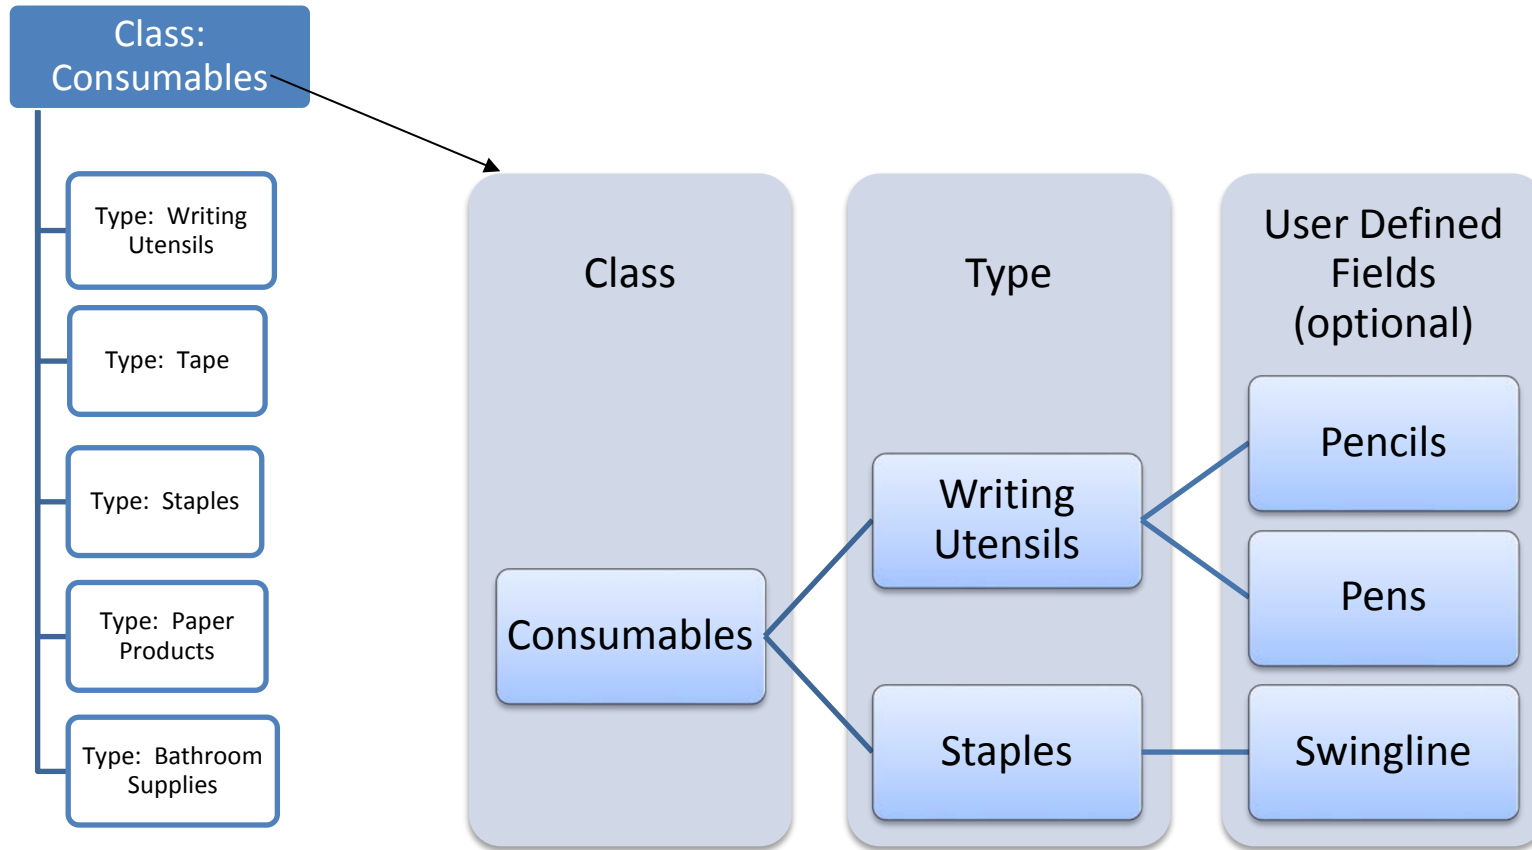 Class:
Consumables
Type:  Writing
Utensils
Type:  Tape
Type:  Staples
Type:  Paper
Products
Type:  Bathroom
Supplies
Class
Consumables
Type
Writing
Utensils
Staples
User Defined
Fields
(optional)
Pencils
Pens
Swingline